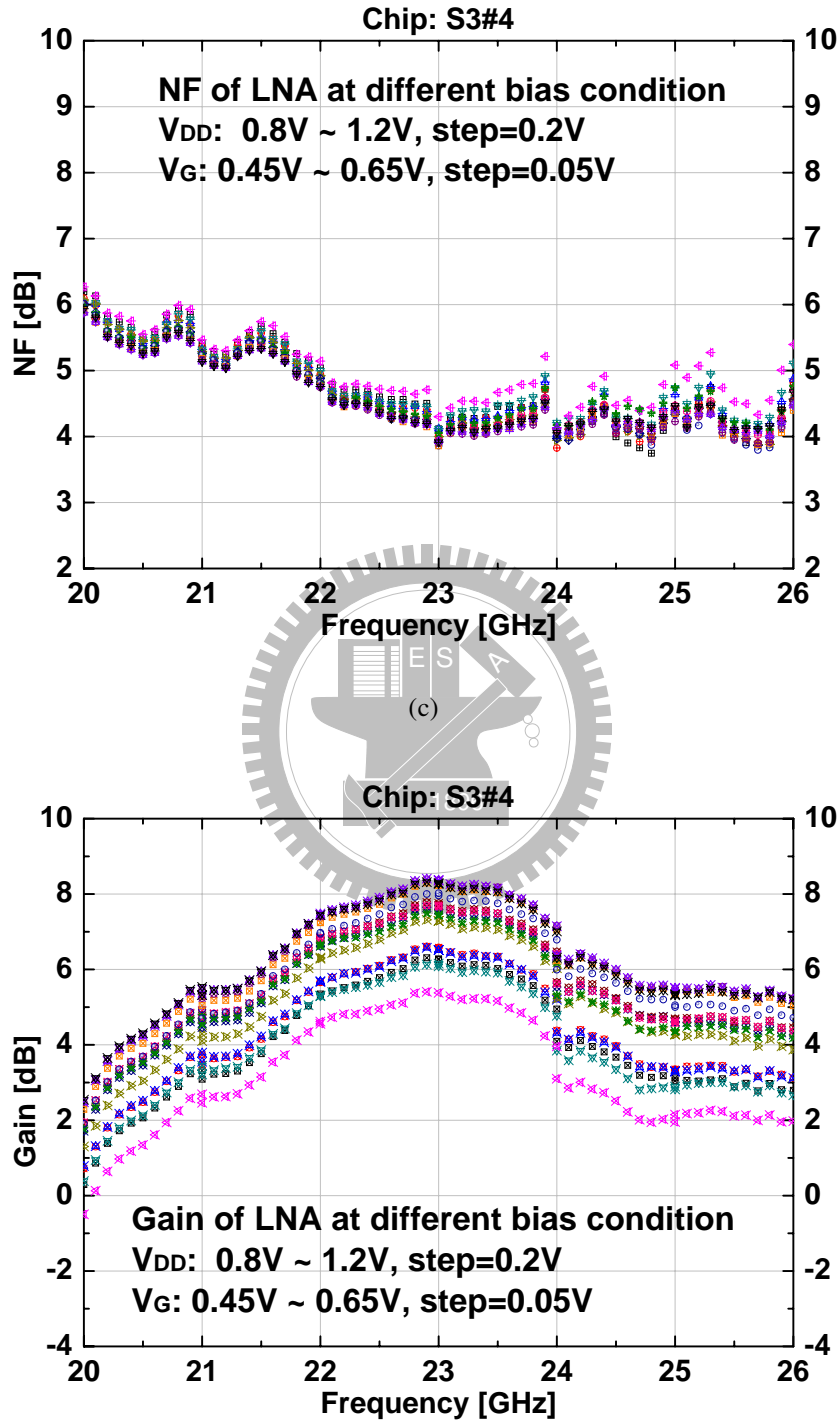 Chip: S3#4
10 10
9 9
8 8
7 7
6 6
5 5
4 4
3 3
2 2
NF [dB]
NF of LNA at different bias condition
VDD: 0.8V ~ 1.2V, step=0.2V
VG: 0.45V ~ 0.65V, step=0.05V
20 21 22 23 24 25 26
Frequency [GHz]
E S A
(c)
Chip: S3#4
10 10
8 8
6 6
4 4
2 2
0 0
-2 -2
-4 -4
Gain [dB]
Gain of LNA at different bias condition
VDD: 0.8V ~ 1.2V, step=0.2V
VG: 0.45V ~ 0.65V, step=0.05V
20 21 22 23 24 25 26
Frequency [GHz]